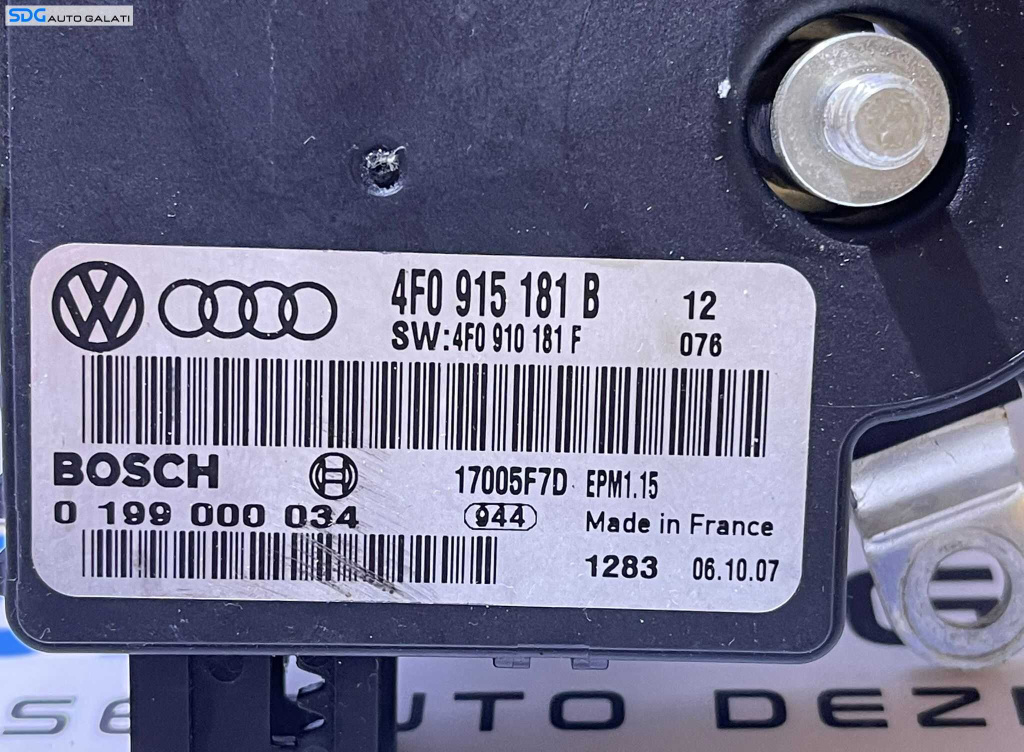 SDG AUTO GALATI
4F0 915 181 B 12
SW:4F0 910 181 F 076
BOSCH 17005F7D EPM1.15
0 199 000 034 944 Made in France
1283 06.10.07
AUTO